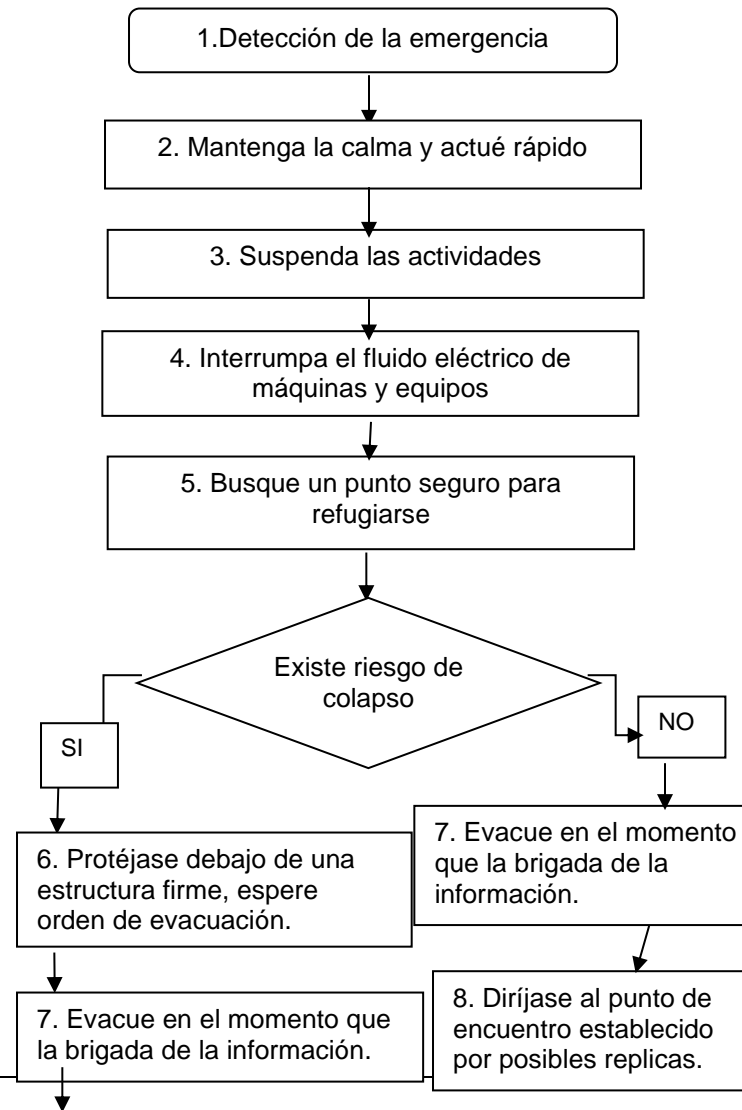 1.Detección de la emergencia
2. Mantenga la calma y actué rápido
3. Suspenda las actividades
4. Interrumpa el fluido eléctrico de
máquinas y equipos
5. Busque un punto seguro para
refugiarse
Existe riesgo de
colapso
SI
NO
6. Protéjase debajo de una
estructura firme, espere
orden de evacuación.
7. Evacue en el momento que
la brigada de la información.
7. Evacue en el momento
que la brigada de la
información.
8. Diríjase al punto de
encuentro establecido
por posibles replicas.